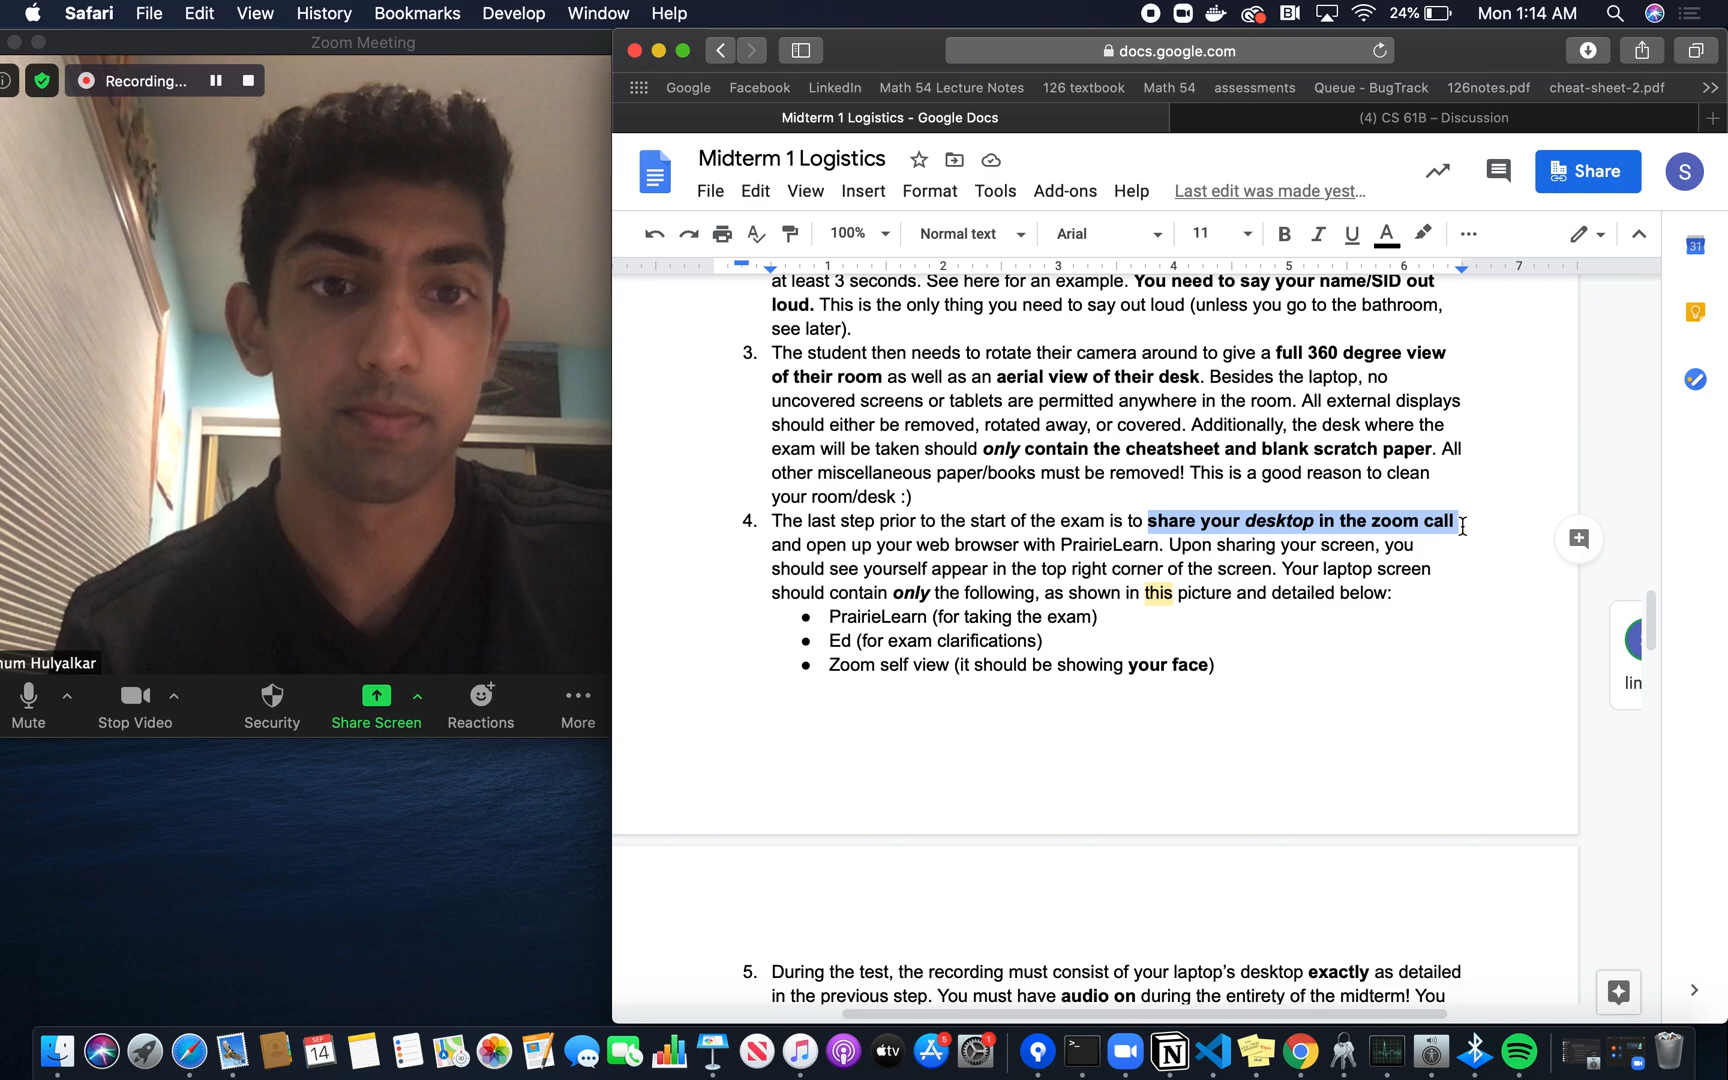 Safari File Edit View History Bookmarks Develop Window Help
24% Mon 1:14 AM
Zoom Meeting
Recording...
docs.google.com
Google Facebook LinkedIn Math 54 Lecture Notes 126 textbook Math 54 assessments Queue - BugTrack 126notes.pdf cheat-sheet-2.pdf
Midterm 1 Logistics - Google Docs
(4) CS 61B – Discussion
Midterm 1 Logistics
Share
S
File Edit View Insert Format Tools Add-ons Help Last edit was made yest...
100% Normal text Arial 11 B I U A
1 2 3 4 5 6 7
31
at least 3 seconds. See here for an example. You need to say your name/SID out
loud. This is the only thing you need to say out loud (unless you go to the bathroom,
see later).
3. The student then needs to rotate their camera around to give a full 360 degree view
of their room as well as an aerial view of their desk. Besides the laptop, no
uncovered screens or tablets are permitted anywhere in the room. All external displays
should either be removed, rotated away, or covered. Additionally, the desk where the
exam will be taken should only contain the cheatsheet and blank scratch paper. All
other miscellaneous paper/books must be removed! This is a good reason to clean
your room/desk :)
4. The last step prior to the start of the exam is to share your desktop in the zoom call
and open up your web browser with PrairieLearn. Upon sharing your screen, you
should see yourself appear in the top right corner of the screen. Your laptop screen
should contain only the following, as shown in this picture and detailed below:
● PrairieLearn (for taking the exam)
● Ed (for exam clarifications)
● Zoom self view (it should be showing your face)
lin
5. During the test, the recording must consist of your laptop's desktop exactly as detailed
in the previous step. You must have audio on during the entirety of the midterm! You
num Hulyalkar
Mute Stop Video Security Share Screen Reactions More
SEP
14
tv
5
1